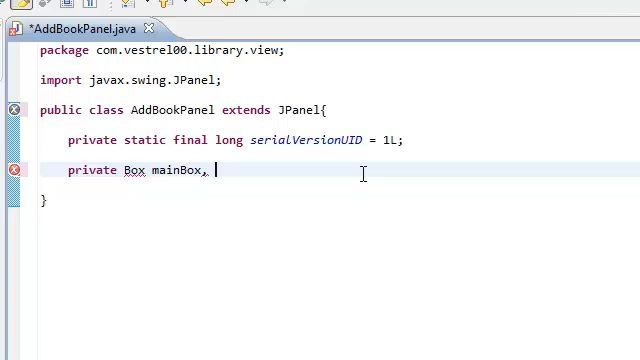 *AddBookPanel.java
package com.vestrel00.library.view;
import javax.swing.JPanel;
public class AddBookPanel extends JPanel{
private static final long serialVersionUID = 1L;
private Box mainBox,
}